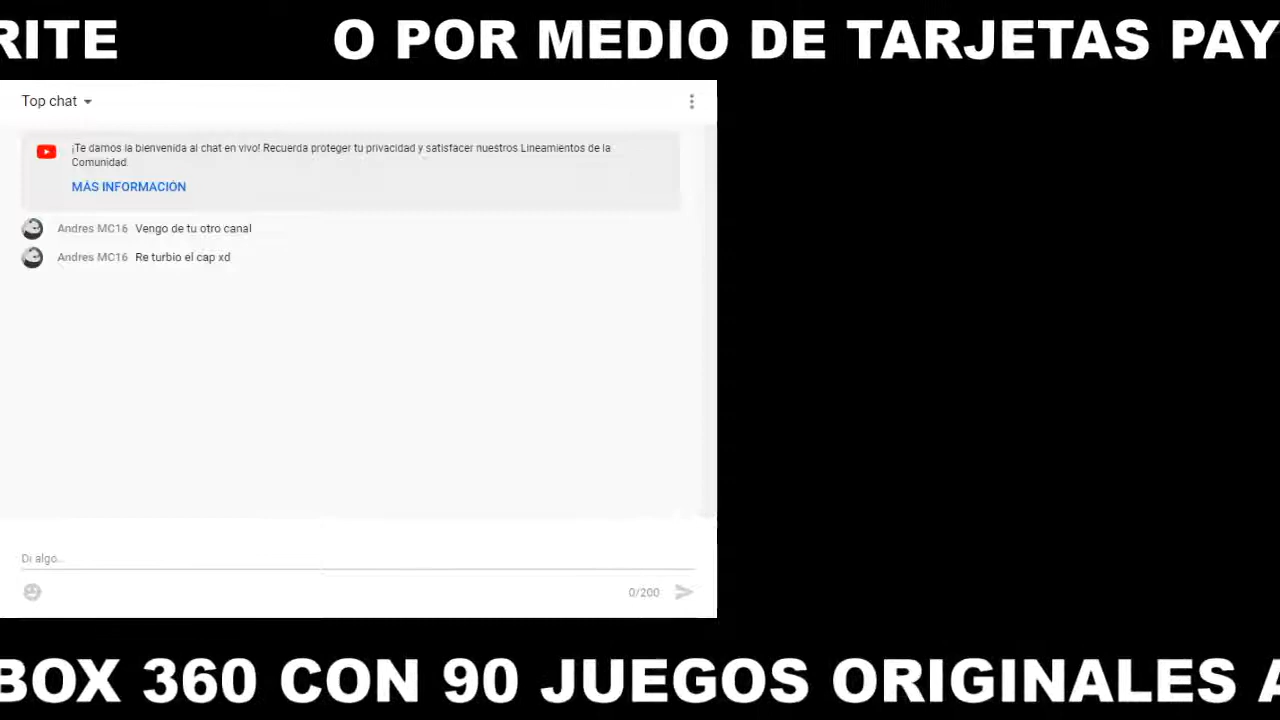 RITE O POR MEDIO DE TARJETAS PAY
Top chat
¡Te damos la bienvenida al chat en vivo! Recuerda proteger tu privacidad y satisfacer nuestros Lineamientos de la
Comunidad.
MÁS INFORMACIÓN
Andres MC16 Vengo de tu otro canal
Andres MC16 Re turbio el cap xd
Di algo...
0/200
BOX 360 CON 90 JUEGOS ORIGINALES A